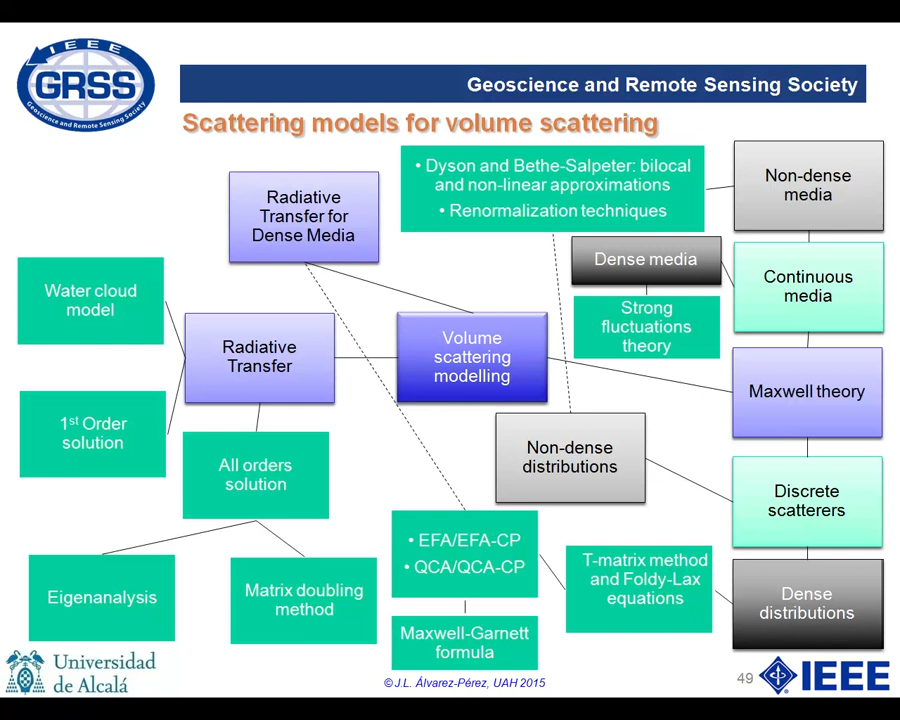 IEEE
GRSS
Geoscience and Remote Sensing Society
Geoscience and Remote Sensing Society
Scattering models for volume scattering
• Dyson and Bethe-Salpeter: bilocal
and non-linear approximations
• Renormalization techniques
Non-dense
media
Radiative
Transfer for
Dense Media
Dense media
Continuous
media
Water cloud
model
Strong
fluctuations
theory
Radiative
Transfer
Volume
scattering
modelling
Maxwell theory
1st Order
solution
All orders
solution
Non-dense
distributions
Discrete
scatterers
• EFA/EFA-CP
• QCA/QCA-CP
T-matrix method
and Foldy-Lax
equations
Dense
distributions
Eigenanalysis
Matrix doubling
method
Maxwell-Garnett
formula
Universidad
de Alcalá
© J.L. Álvarez-Pérez, UAH 2015
49
IEEE